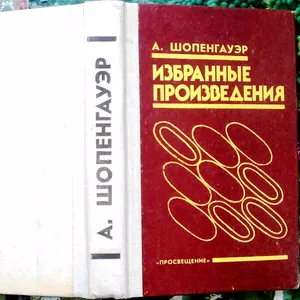 А. ШОПЕНГАУЭР
А. ШОПЕНГАУЭР
ИЗБРАННЫЕ
ПРОИЗВЕДЕНИЯ
«ПРОСВЕЩЕНИЕ»